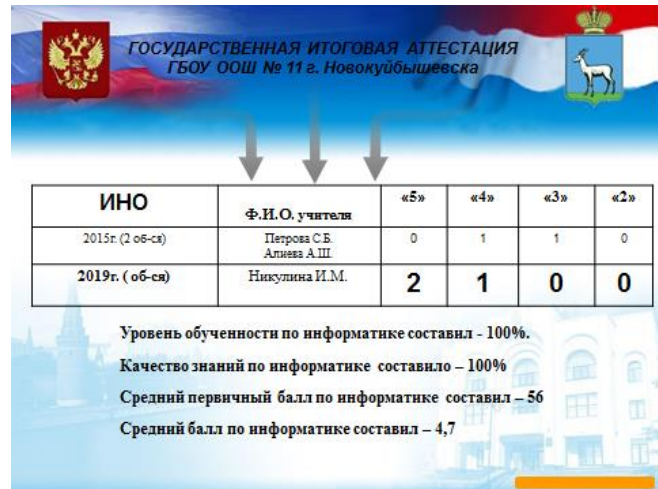 ГОСУДАРСТВЕННАЯ ИТОГОВАЯ АТТЕСТАЦИЯ
ГБОУ ООШ № 11 г. Новокуйбышевска
ИНО Ф.И.О. учителя «5» «4» «3» «2»
2015г. (2 об-ся) Петрова С.Б. 0 1 1 0
Алиева А.Ш.
2019г. ( об-ся) Никулина И.М. 2 1 0 0
Уровень обученности по информатике составил - 100%.
Качество знаний по информатике составило – 100%
Средний первичный балл по информатике составил – 56
Средний балл по информатике составил – 4,7